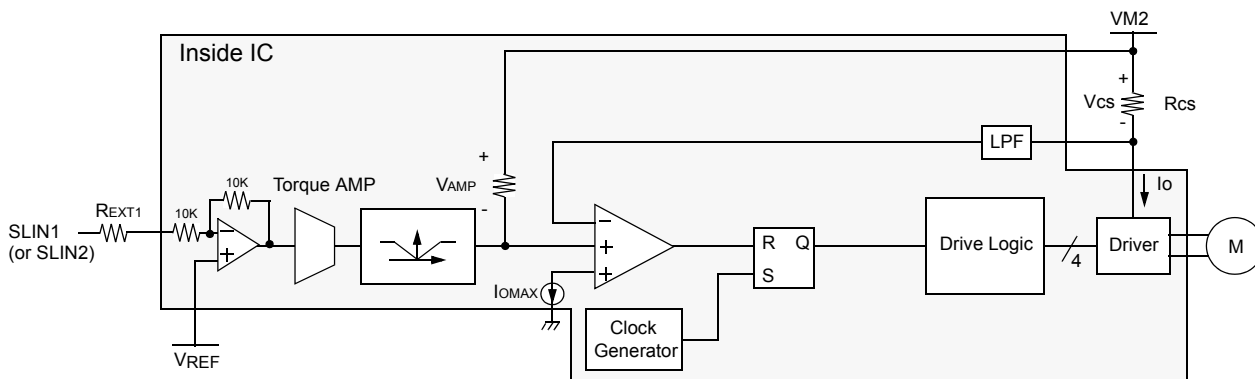 VM2
Inside IC
+
Vcs
Rcs
-
LPF
+
VAMP
-
Torque AMP
10K
10K
REXT1
SLIN1
(or SLIN2)
-
+
VREF
-
+
+
IOMAX
R
Q
S
Clock
Generator
Drive Logic
4
Io
Driver
M